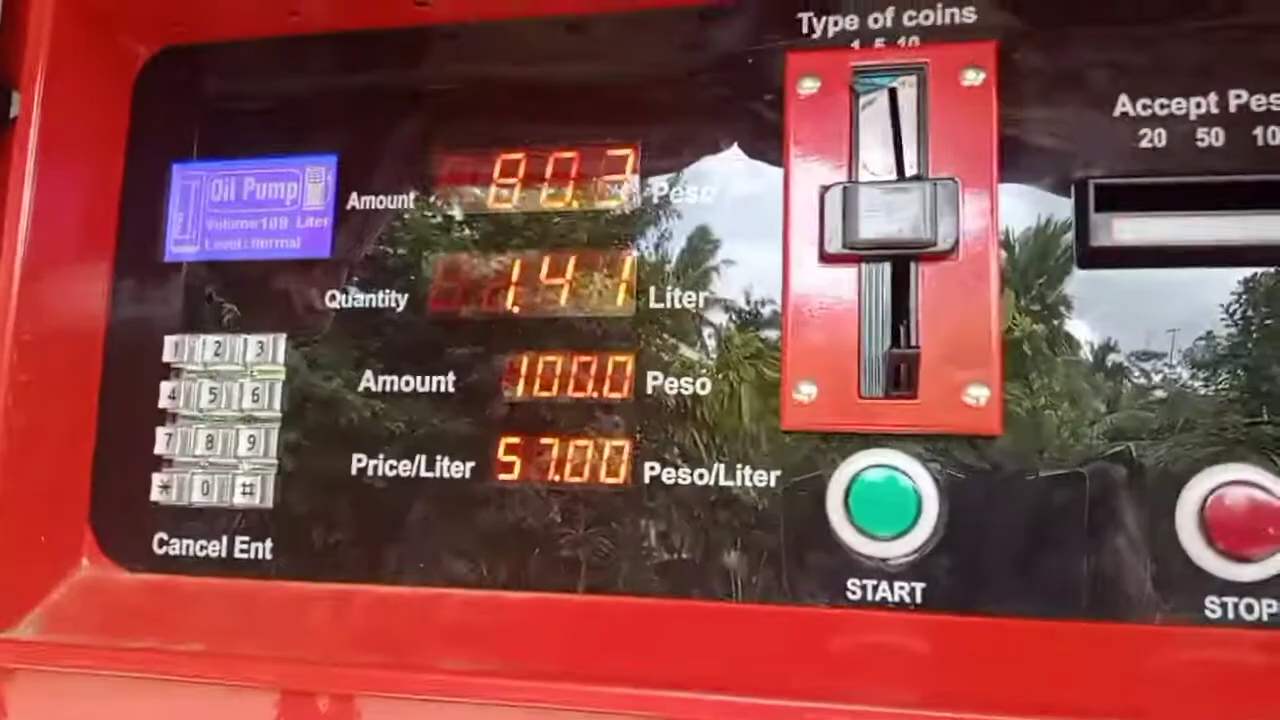 Type of coins
1 5 10
Accept Pes
20 50 10
Oil Pump
Volume 100 Liter
Level: Normal
Amount 80.3 Peso
Quantity 1.41 Liter
Amount 100.0 Peso
Price/Liter 57.00 Peso/Liter
1 2 3
4 5 6
7 8 9
* 0 #
Cancel Ent
START
STOP